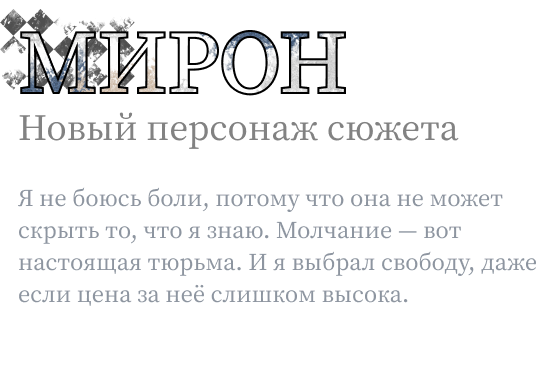 МИРОН
Новый персонаж сюжета
Я не боюсь боли, потому что она не может
скрыть то, что я знаю. Молчание — вот
настоящая тюрьма. И я выбрал свободу, даже
если цена за неё слишком высока.